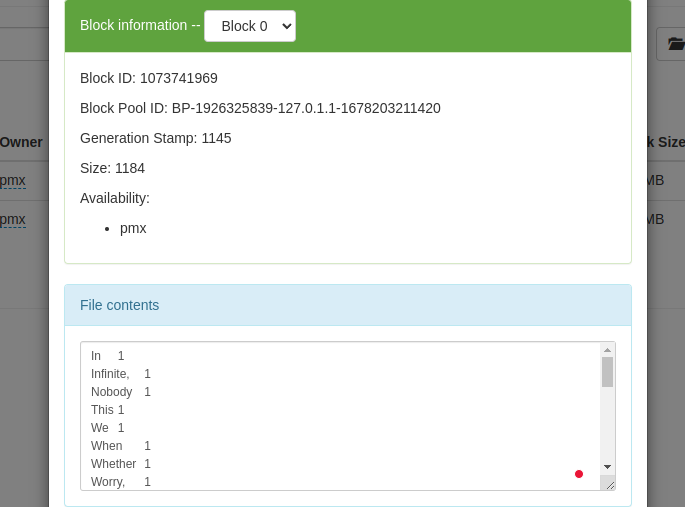 Block information -- Block 0
Block ID: 1073741969
Block Pool ID: BP-1926325839-127.0.1.1-1678203211420
Generation Stamp: 1145
Size: 1184
Availability:
pmx
Owner
pmx
pmx
k Size
MB
MB
File contents
In 1
Infinite, 1
Nobody 1
This 1
We 1
When 1
Whether 1
Worry, 1